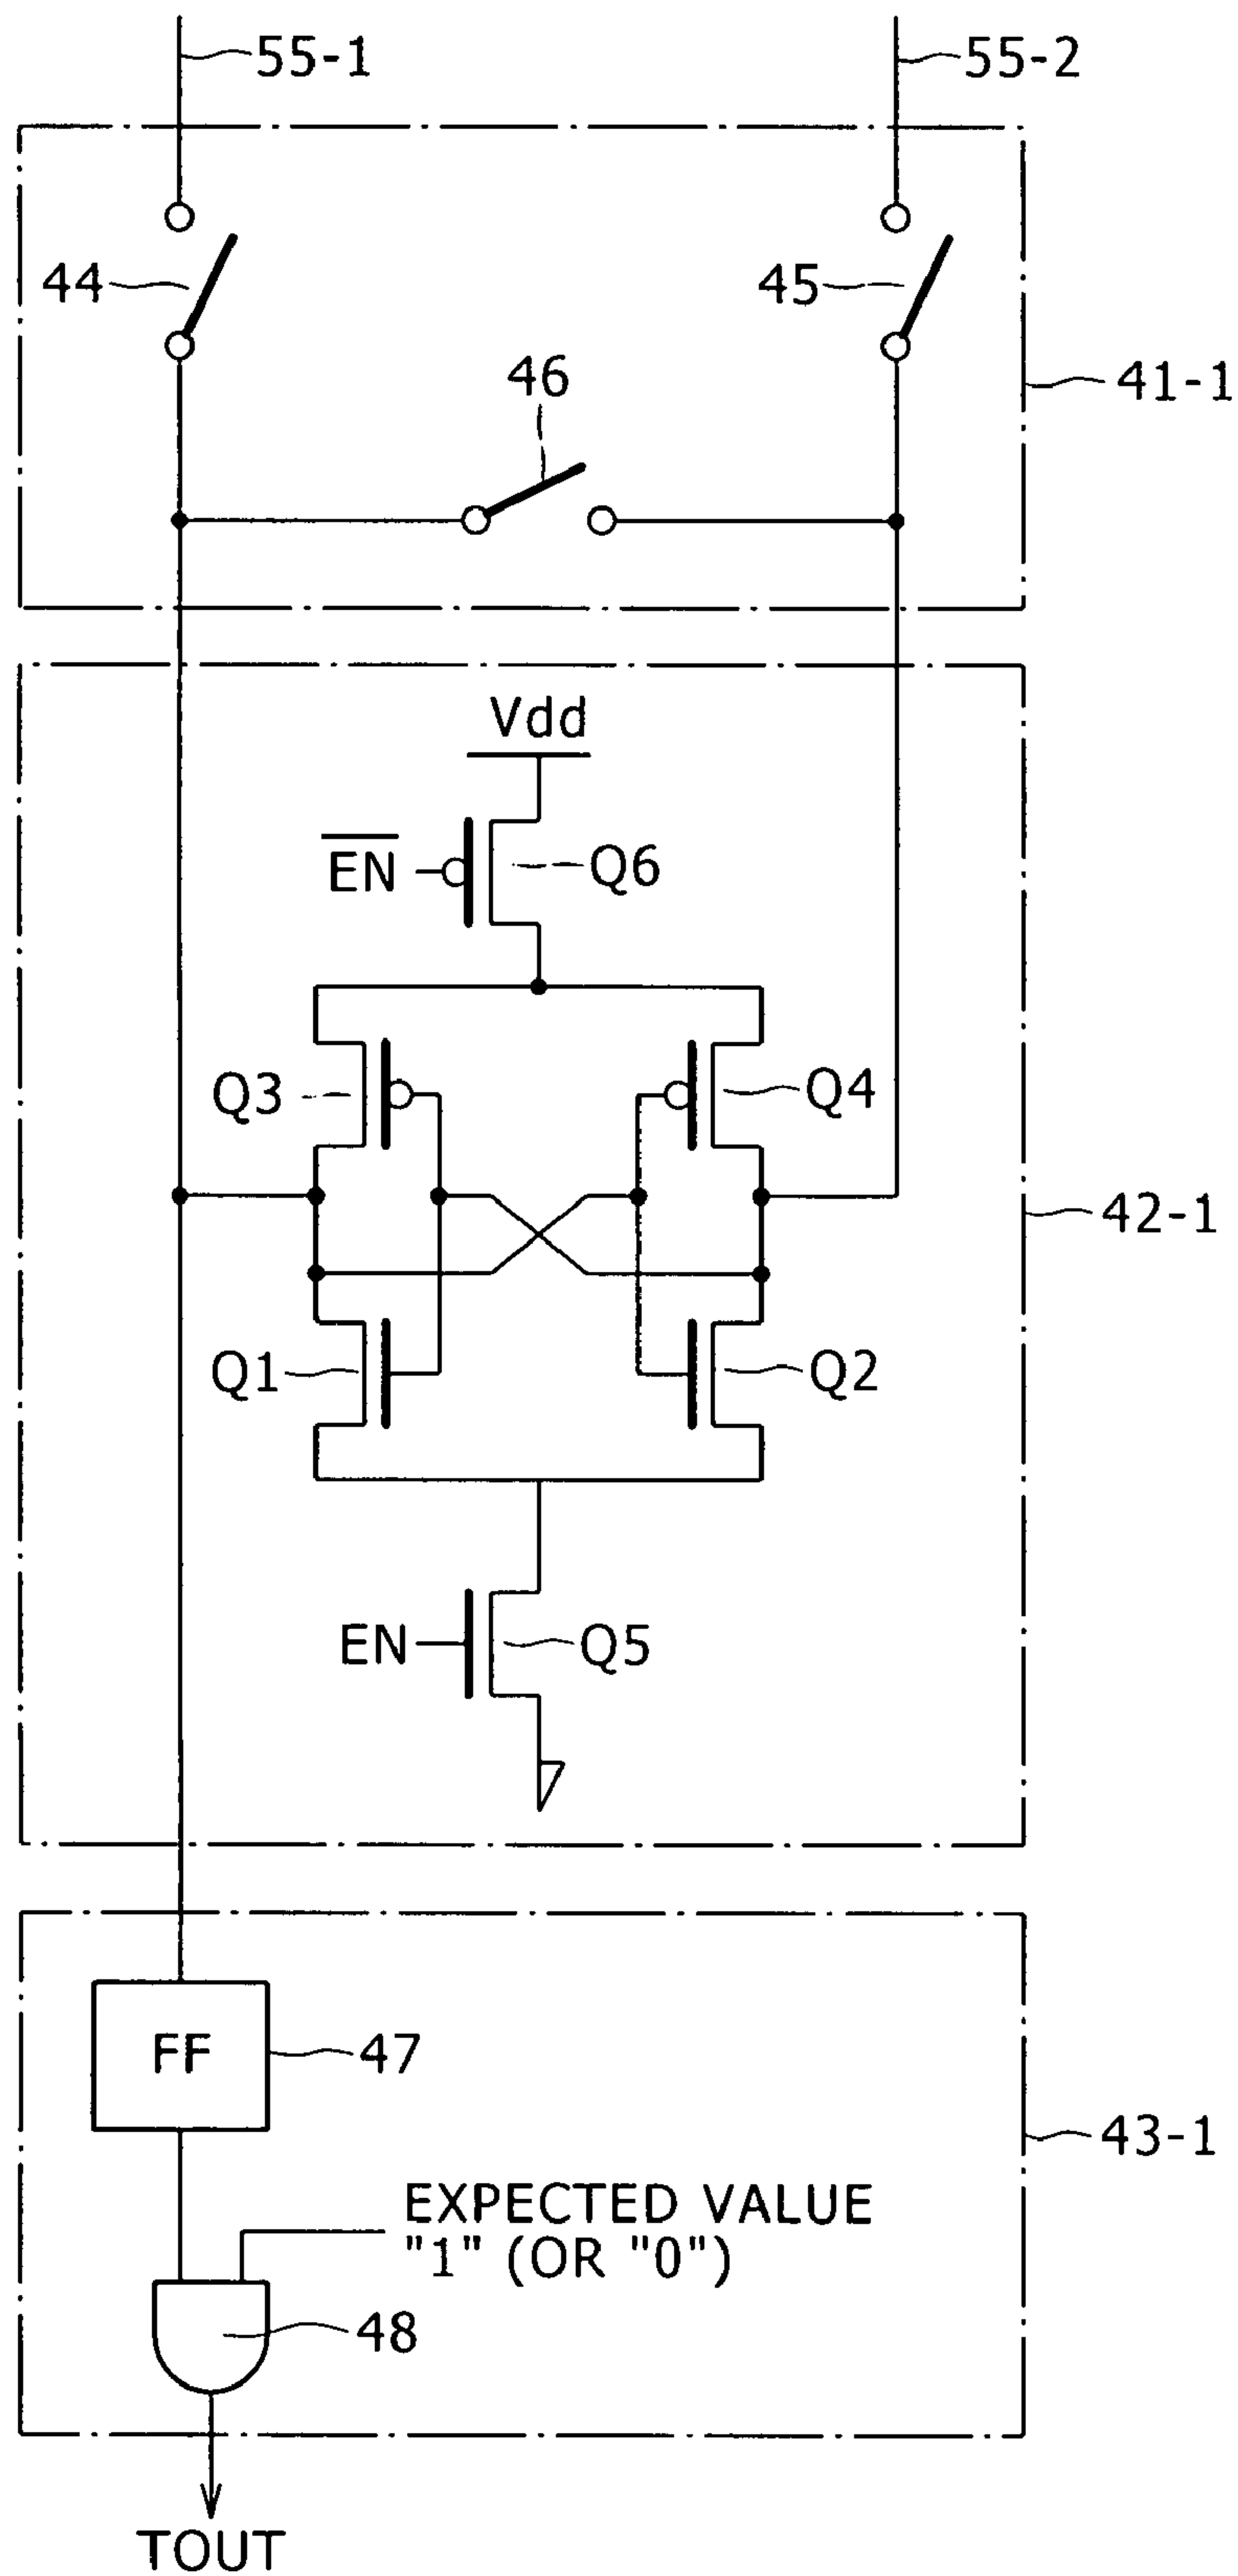 55-1
55-2
44
45
46
41-1
Vdd
EN
Q6
Q3
Q4
42-1
Q1
Q2
EN
Q5
FF
47
43-1
EXPECTED VALUE
"1" (OR "0")
48
TOUT